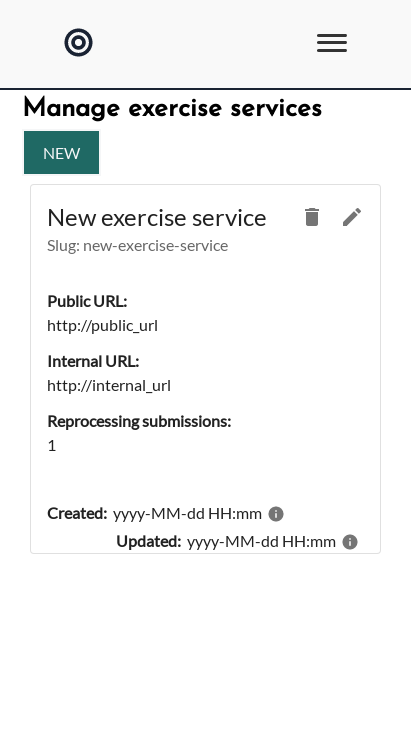 Manage exercise services
NEW
New exercise service
Slug: new-exercise-service
Public URL:
http://public_url
Internal URL:
http://internal_url
Reprocessing submissions:
1
Created: yyyy-MM-dd HH:mm
Updated: yyyy-MM-dd HH:mm